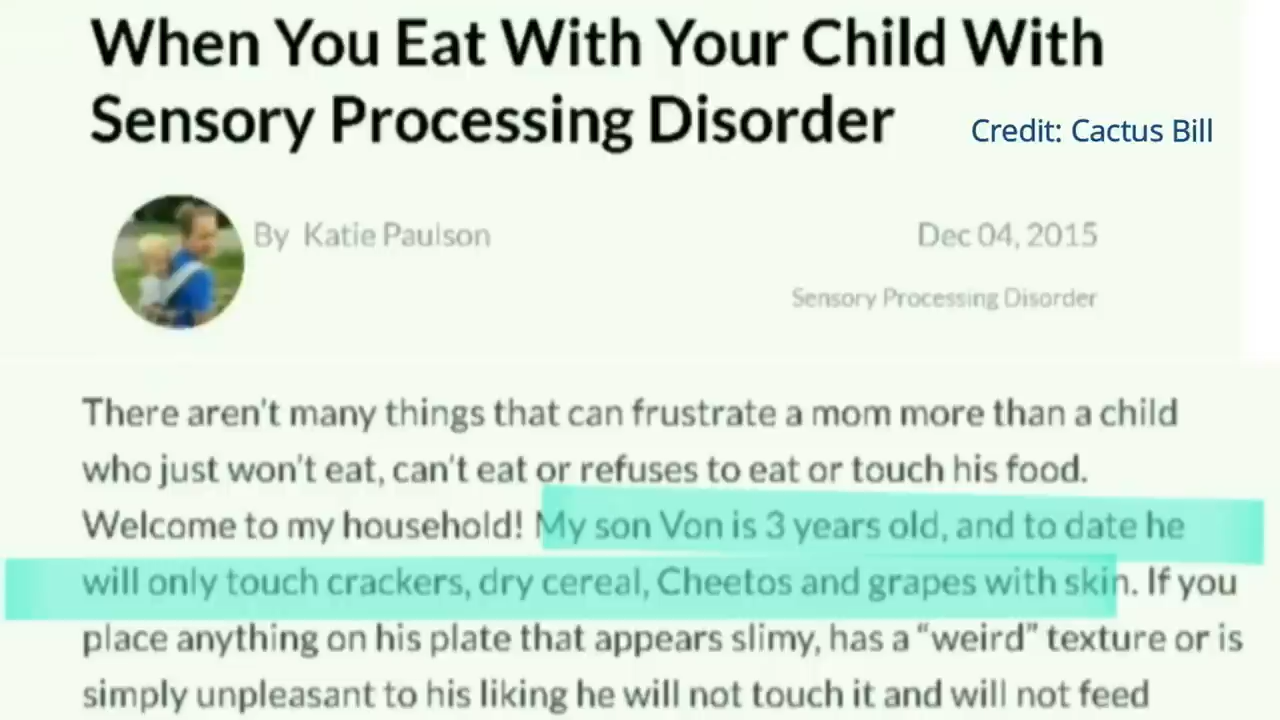 When You Eat With Your Child With
Sensory Processing Disorder
Credit: Cactus Bill
By Katie Paulson
Dec 04, 2015
Sensory Processing Disorder
There aren't many things that can frustrate a mom more than a child
who just won't eat, can't eat or refuses to eat or touch his food.
Welcome to my household! My son Von is 3 years old, and to date he
will only touch crackers, dry cereal, Cheetos and grapes with skin. If you
place anything on his plate that appears slimy, has a “weird” texture or is
simply unpleasant to his liking he will not touch it and will not feed